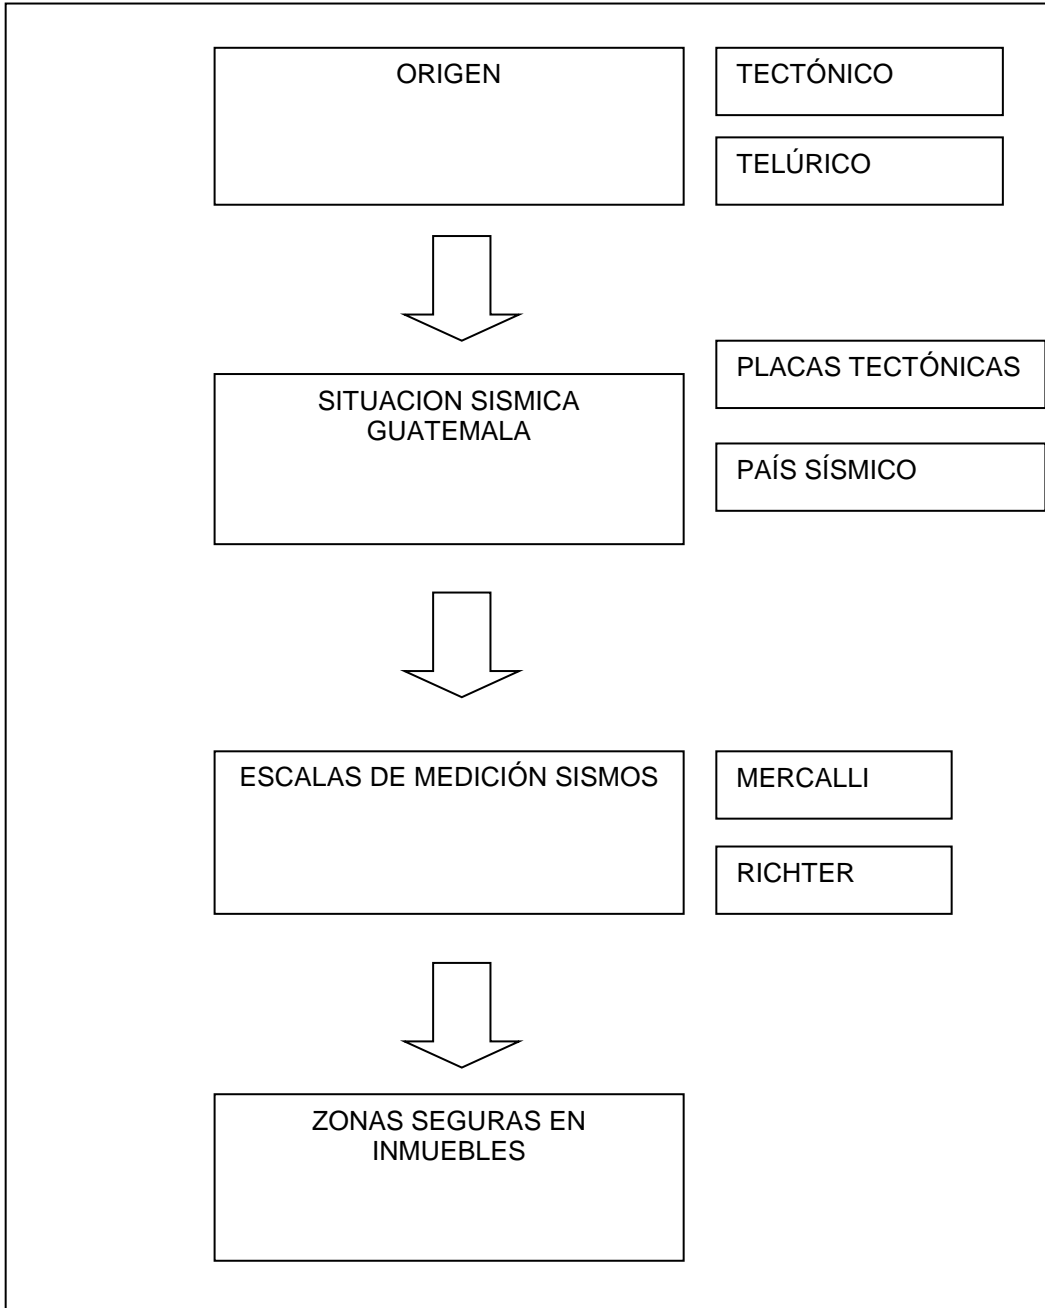 ORIGEN
TECTÓNICO
TELÚRICO
SITUACION SISMICA
GUATEMALA
PLACAS TECTÓNICAS
PAÍS SÍSMICO
ESCALAS DE MEDICIÓN SISMOS
MERCALLI
RICHTER
ZONAS SEGURAS EN
INMUEBLES